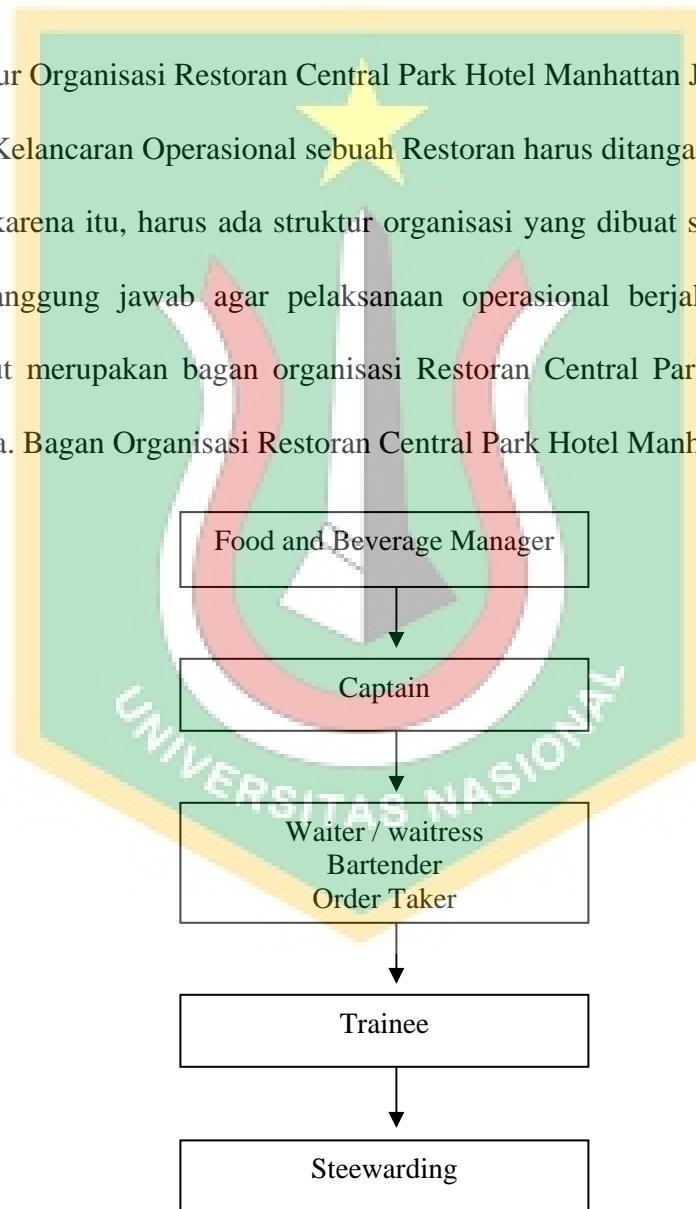 ur Organisasi Restoran Central Park Hotel Manhattan J
Kelancaran Operasional sebuah Restoran harus ditanga
karena itu, harus ada struktur organisasi yang dibuat s
anggung jawab agar pelaksanaan operasional berjal
ut merupakan bagan organisasi Restoran Central Par
a. Bagan Organisasi Restoran Central Park Hotel Manh
Food and Beverage Manager
Captain
UNIVERSITAS NASIONAL
Waiter / waitress
Bartender
Order Taker
Trainee
Steewarding